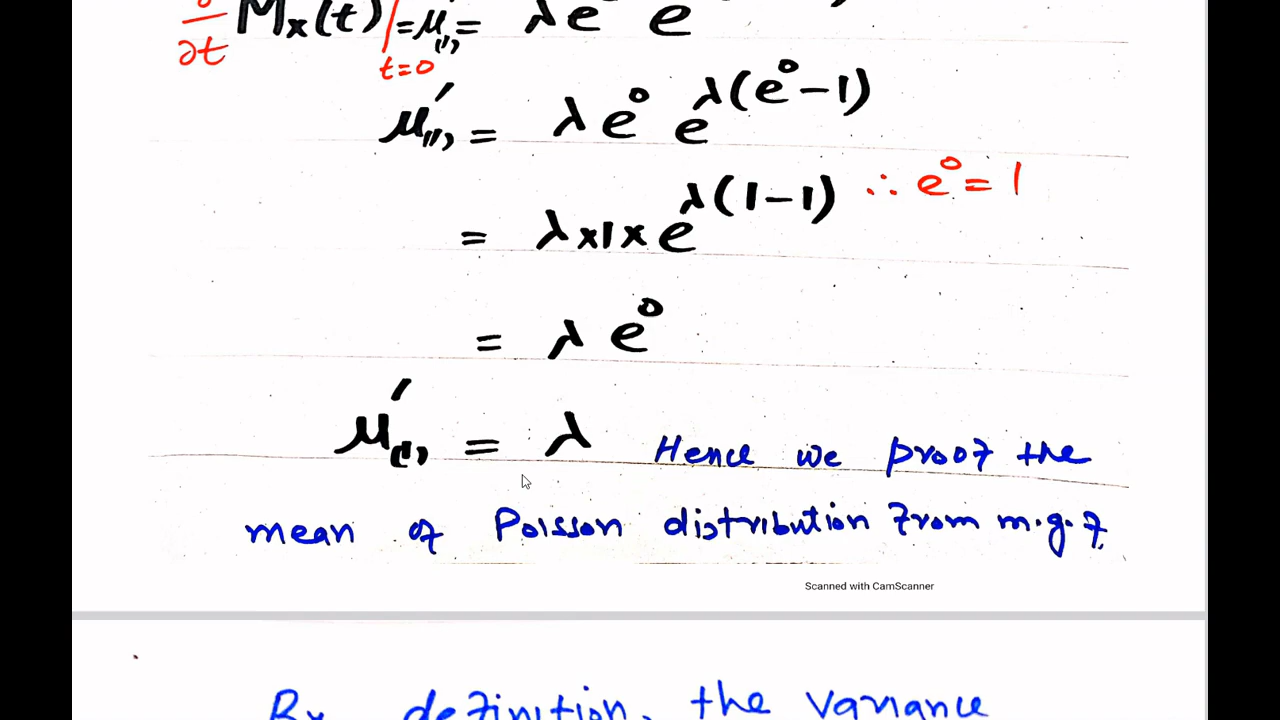 ∂/∂t Mx(t)|t=0 = μ'(1) = λe⁰ e
μ'(1) = λe⁰ e^λ(e⁰-1)
= λ×1×e^λ(1-1) ∴ e⁰ = 1
= λ e⁰
μ'(1) = λ Hence we proof the
mean of Poisson distribution from m.g.f.
Scanned with CamScanner
By definition, the variance